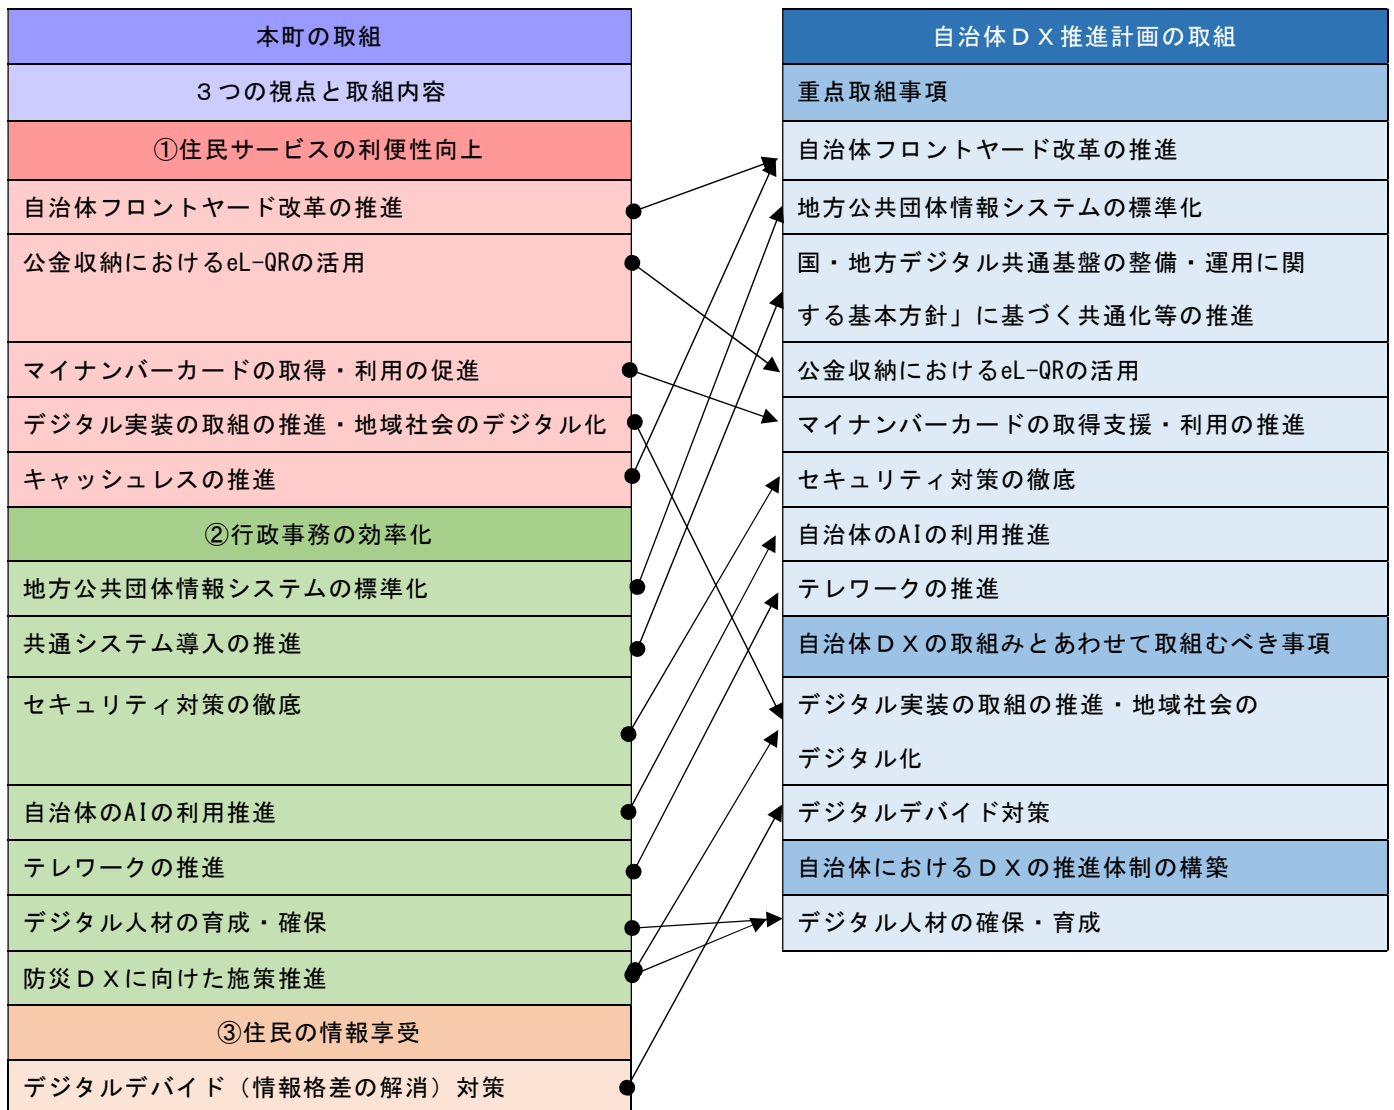 本町の取組
３つの視点と取組内容
①住民サービスの利便性向上
自治体フロントヤード改革の推進
公金収納におけるeL-QRの活用
マイナンバーカードの取得・利用の促進
デジタル実装の取組の推進・地域社会のデジタル化
キャッシュレスの推進
②行政事務の効率化
地方公共団体情報システムの標準化
共通システム導入の推進
セキュリティ対策の徹底
自治体のAIの利用推進
テレワークの推進
デジタル人材の育成・確保
防災ＤＸに向けた施策推進
③住民の情報享受
デジタルデバイド（情報格差の解消）対策
自治体ＤＸ推進計画の取組
重点取組事項
自治体フロントヤード改革の推進
地方公共団体情報システムの標準化
国・地方デジタル共通基盤の整備・運用に関
する基本方針」に基づく共通化等の推進
公金収納におけるeL-QRの活用
マイナンバーカードの取得支援・利用の推進
セキュリティ対策の徹底
自治体のAIの利用推進
テレワークの推進
自治体ＤＸの取組みとあわせて取組むべき事項
デジタル実装の取組の推進・地域社会の
デジタル化
デジタルデバイド対策
自治体におけるＤＸの推進体制の構築
デジタル人材の確保・育成